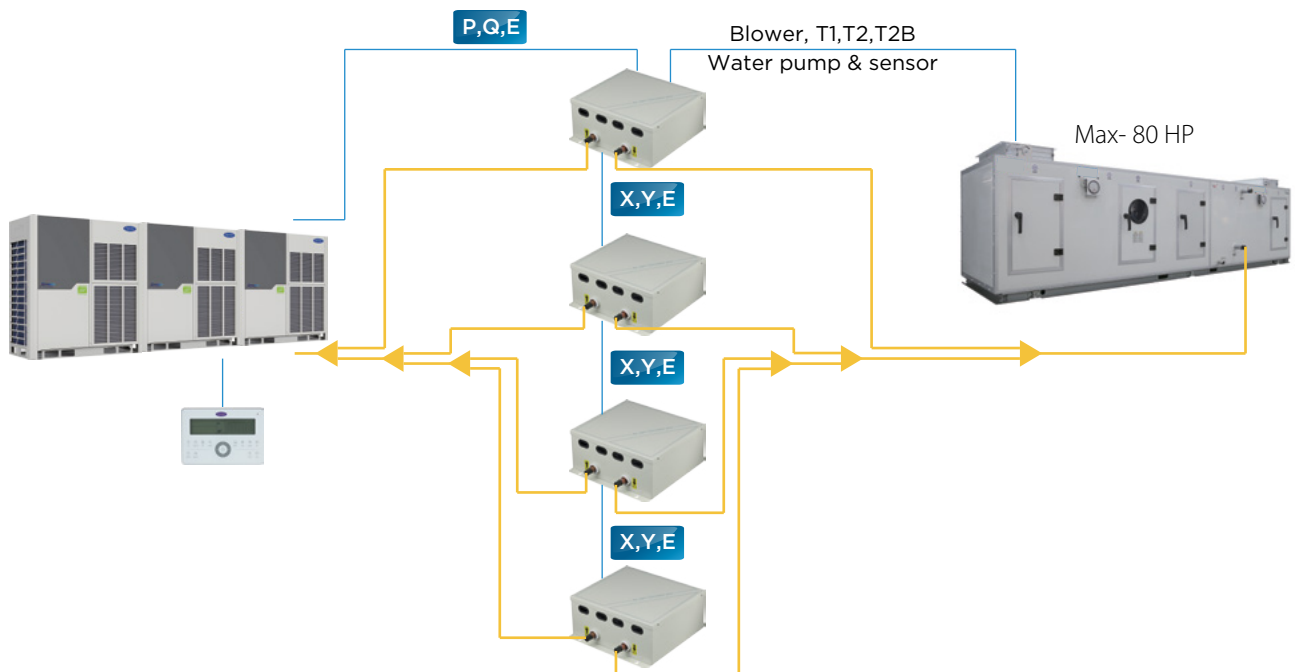 P,Q,E
Blower, T1,T2,T2B
Water pump & sensor
Max- 80 HP
X,Y,E
X,Y,E
X,Y,E